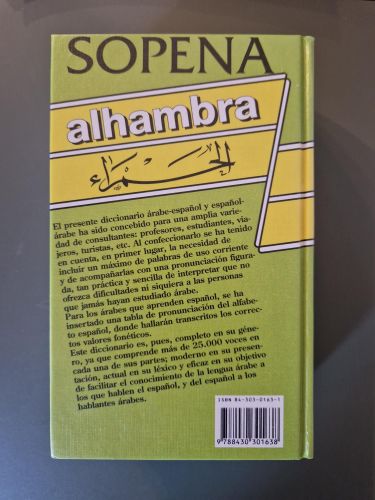 SOPENA
alhambra
الحمراء
El presente diccionario árabe-español y español-
árabe ha sido concebido para una amplia varie-
dad de consultantes: profesores, estudiantes, via-
jeros, turistas, etc. Al confeccionarlo se ha tenido
en cuenta, en primer lugar, la necesidad de
incluir un máximo de palabras de uso corriente
y de acompañarlas con una pronunciación figura-
da, tan práctica y sencilla de interpretar que no
ofrezca dificultades ni siquiera a las personas
que jamás hayan estudiado árabe.
Para los árabes que aprenden español, se ha
insertado una tabla de pronunciación del alfabe-
to español, donde hallarán transcritos los correc-
tos valores fonéticos.
Este diccionario es, pues, completo en su géne-
ro, ya que comprende más de 25.000 voces en
cada una de sus partes; moderno en su presen-
tación, actual en su léxico y eficaz en su objetivo
de facilitar el conocimiento de la lengua árabe a
los que hablen el español, y del español a los
hablantes árabes.
ISBN 84-303-0163-1
9 788430 301638